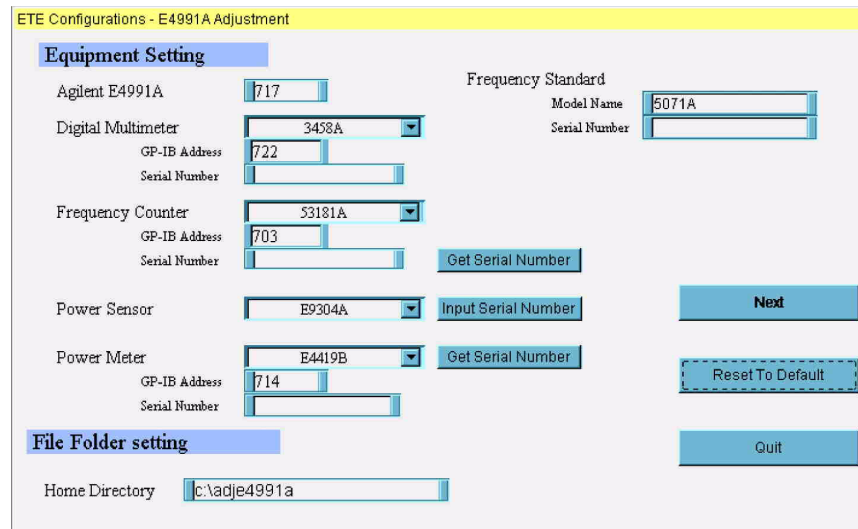 ETE Configurations - E4991A Adjustment
Equipment Setting
Agilent E4991A 717
Frequency Standard
Model Name 5071A
Serial Number
Digital Multimeter 3458A
GP-IB Address 722
Serial Number
Frequency Counter 53181A
GP-IB Address 703
Serial Number Get Serial Number
Power Sensor E9304A Input Serial Number
Next
Power Meter E4419B Get Serial Number
GP-IB Address 714
Reset To Default
Serial Number
File Folder setting
Quit
Home Directory c:\adje4991a